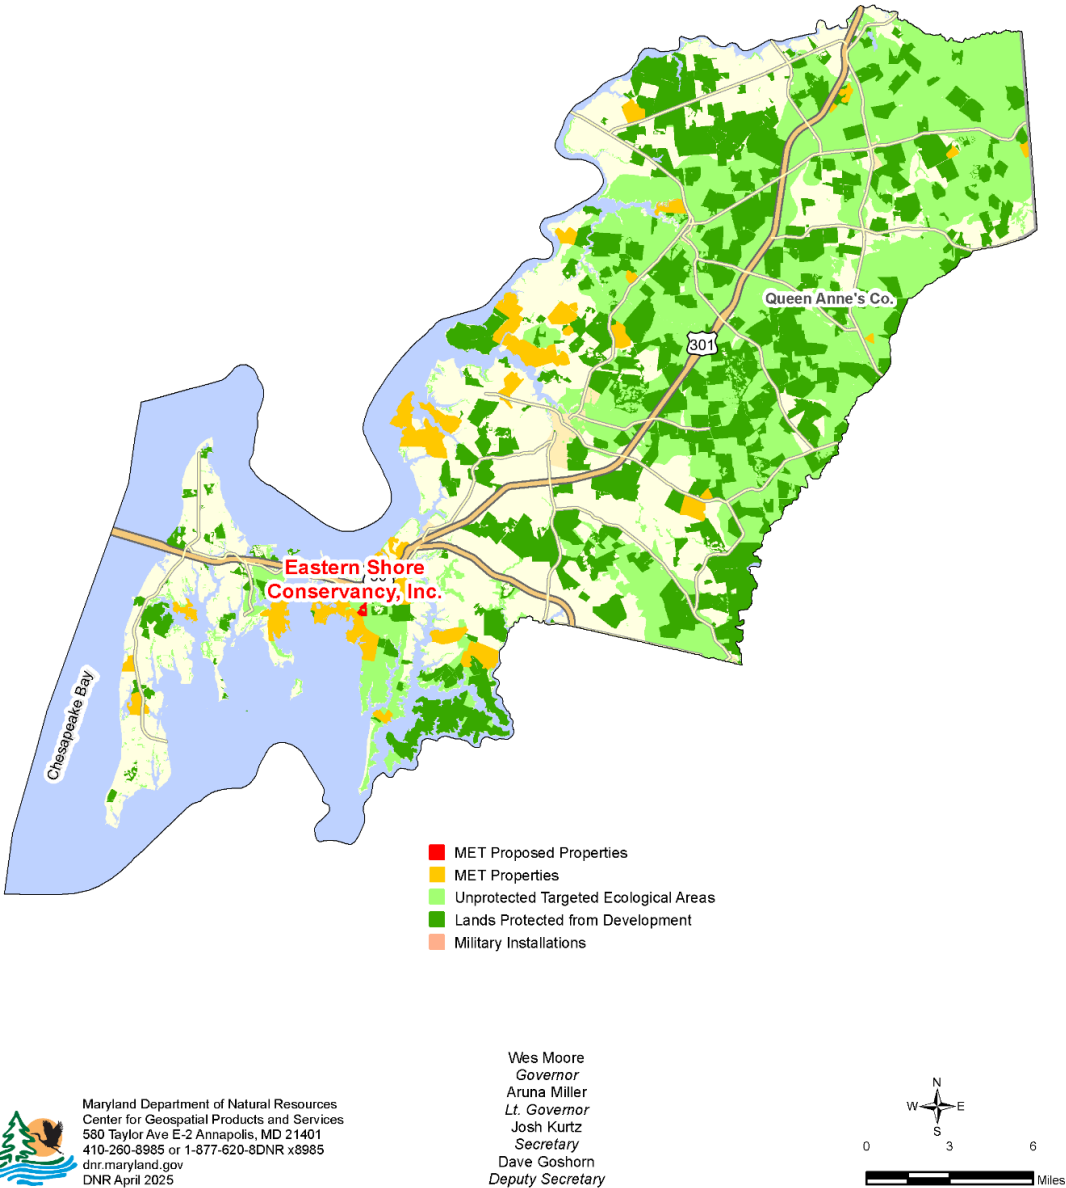 Queen Anne's Co.
301
Eastern Shore
Conservancy, Inc.
Chesapeake Bay
MET Proposed Properties
MET Properties
Unprotected Targeted Ecological Areas
Lands Protected from Development
Military Installations
Wes Moore
Governor
Aruna Miller
Lt. Governor
Josh Kurtz
Secretary
Dave Goshorn
Deputy Secretary
Maryland Department of Natural Resources
Center for Geospatial Products and Services
580 Taylor Ave E-2 Annapolis, MD 21401
410-260-8985 or 1-877-620-8DNR x8985
dnr.maryland.gov
DNR April 2025
N
W E
S
0 3 6
Miles